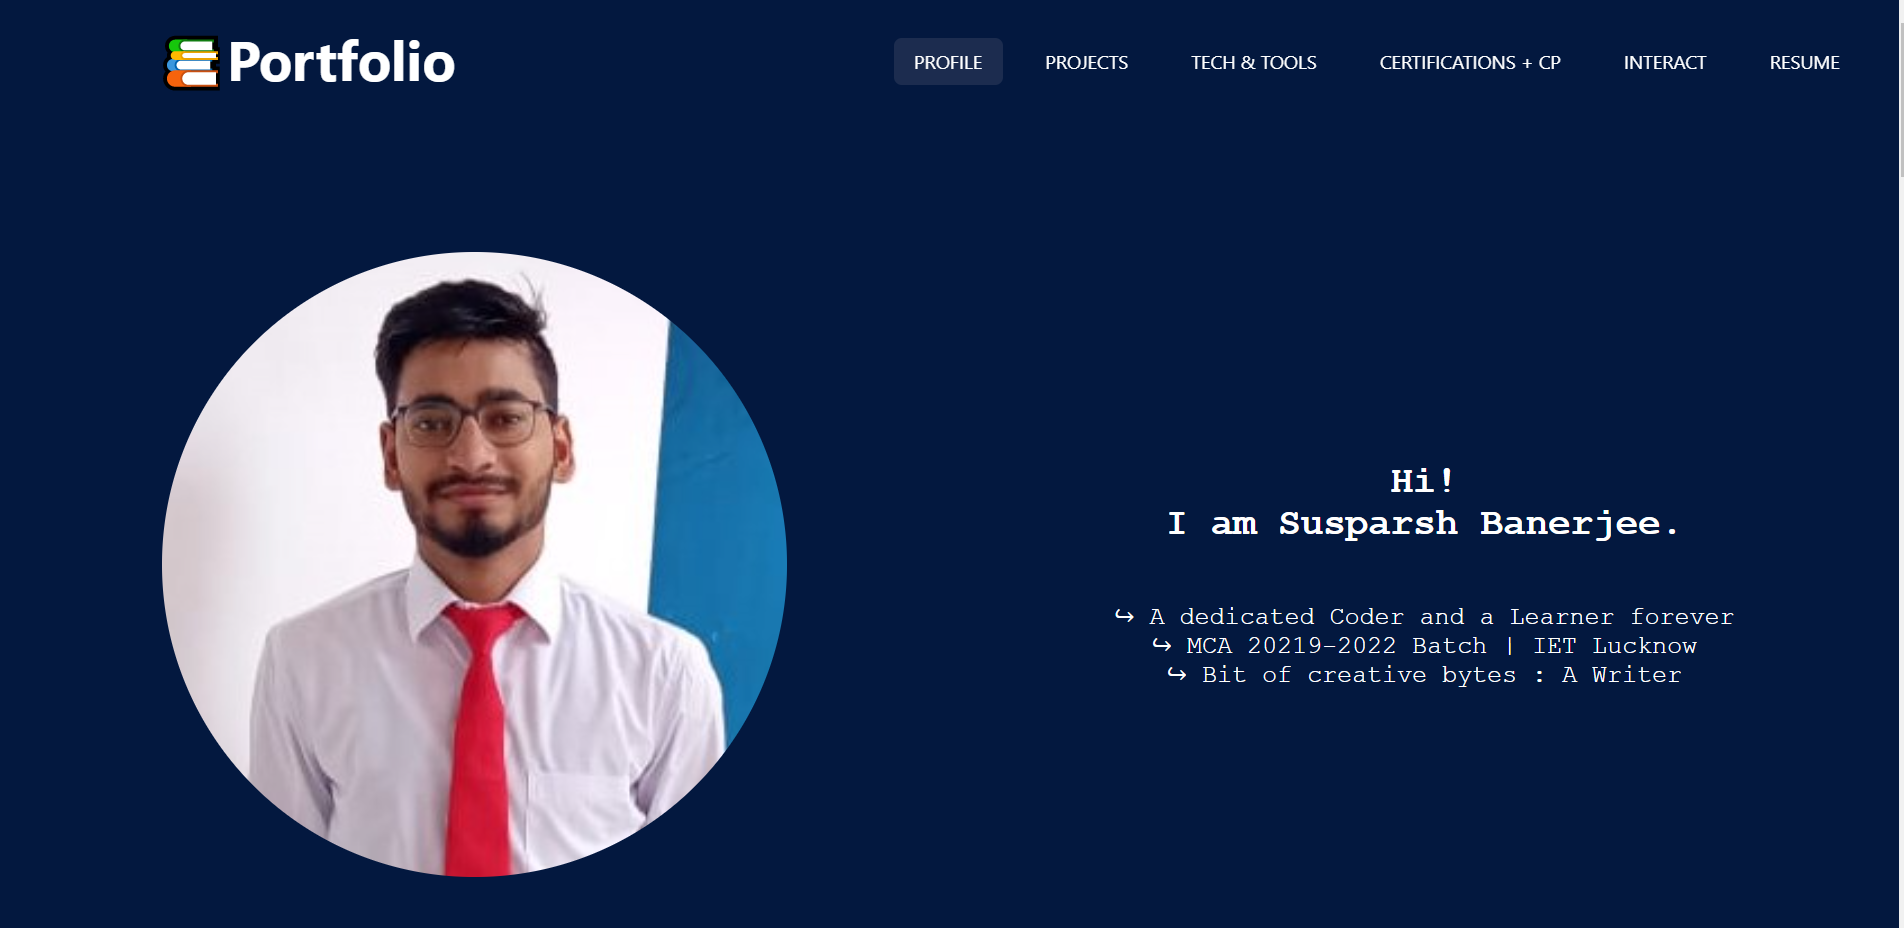 Portfolio
PROFILE PROJECTS TECH & TOOLS CERTIFICATIONS + CP INTERACT RESUME
Hi!
I am Susparsh Banerjee.
↪ A dedicated Coder and a Learner forever
↪ MCA 20219-2022 Batch | IET Lucknow
↪ Bit of creative bytes : A Writer